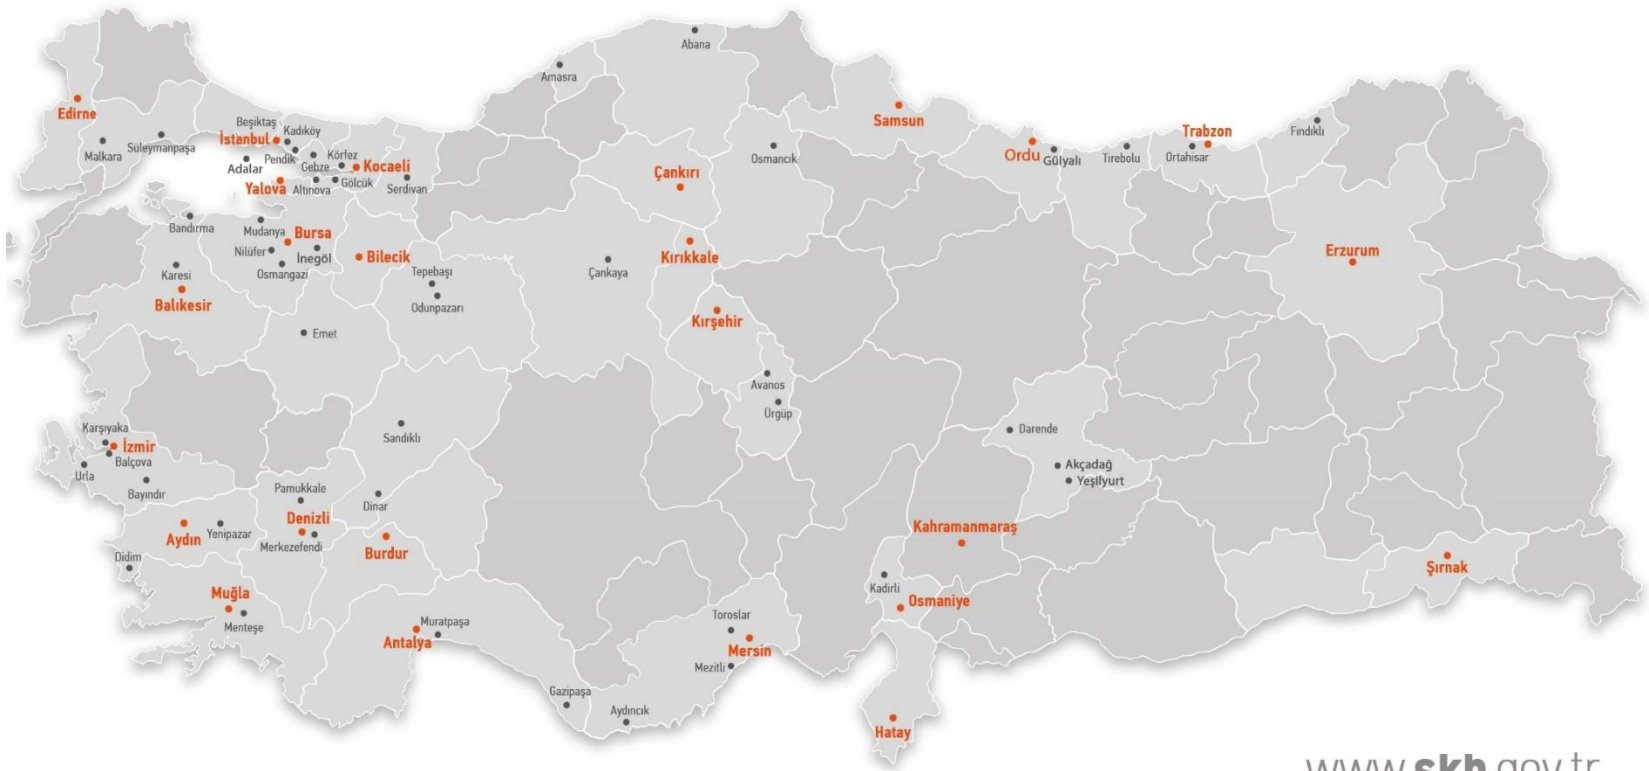 Abana
Amasra
Edirne
Samsun
Beşiktaş
Kadıköy
İstanbul
Süleymanpaşa
Malkara
Pendik
Körfez
Gebze
Kocaeli
Adalar
Yalova
Altınova
Gölcük
Serdivan
Osmancık
Çankırı
Ordu
Gülyalı
Tirebolu
Trabzon
Ortahisar
Fındıklı
Bandırma
Mudanya
Bursa
Nilüfer
İnegöl
Osmangazi
Bilecik
Karesi
Balıkesir
Tepebaşı
Odunpazarı
Çankaya
Kırıkkale
Erzurum
Kırşehir
Emet
Avanos
Ürgüp
Sandıklı
Darende
Akçadağ
Yeşilyurt
Karşıyaka
İzmir
Balçova
Urla
Bayındır
Pamukkale
Dinar
Denizli
Merkezefendi
Aydın
Yenipazar
Burdur
Didim
Kahramanmaraş
Şırnak
Muğla
Menteşe
Kadirli
Osmaniye
Muratpaşa
Antalya
Toroslar
Mersin
Mezitli
Gazipaşa
Aydıncık
Hatay
www.skb.gov.tr